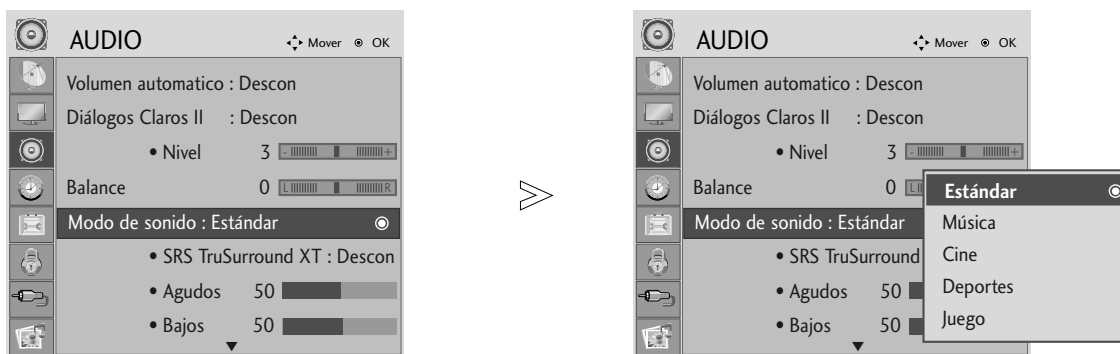 AUDIO Mover OK
Volumen automatico : Descon
Diálogos Claros II : Descon
• Nivel 3 - +
Balance 0 L R
Modo de sonido : Estándar
• SRS TruSurround XT : Descon
• Agudos 50
• Bajos 50
AUDIO Mover OK
Volumen automatico : Descon
Diálogos Claros II : Descon
• Nivel 3 - +
Balance 0 L
Modo de sonido : Estándar
• SRS TruSurround
• Agudos 50
• Bajos 50
Estándar
Música
Cine
Deportes
Juego